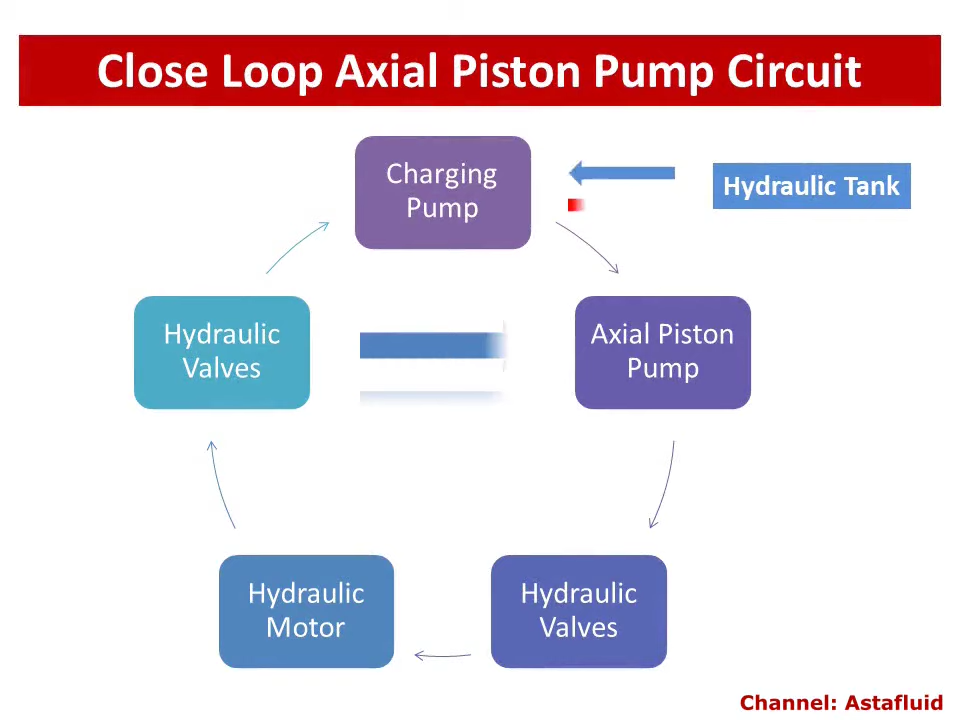 Close Loop Axial Piston Pump Circuit
Charging
Pump
Hydraulic Tank
Hydraulic
Valves
Axial Piston
Pump
Hydraulic
Motor
Hydraulic
Valves
Channel: Astafluid